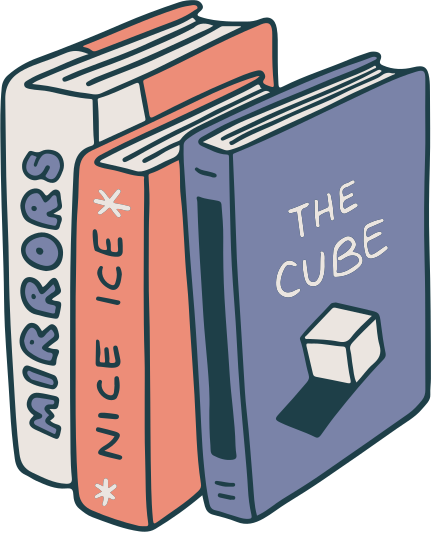 MIRRORS
* NICE ICE *
THE
CUBE